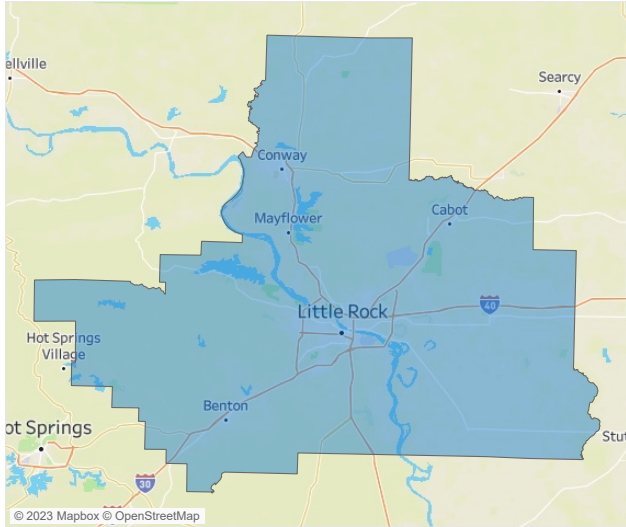 ellville
Searcy
Conway
Mayflower
Cabot
40
Little Rock
Hot Springs
Village
Benton
ot Springs
Stut
30
© 2023 Mapbox © OpenStreetMap